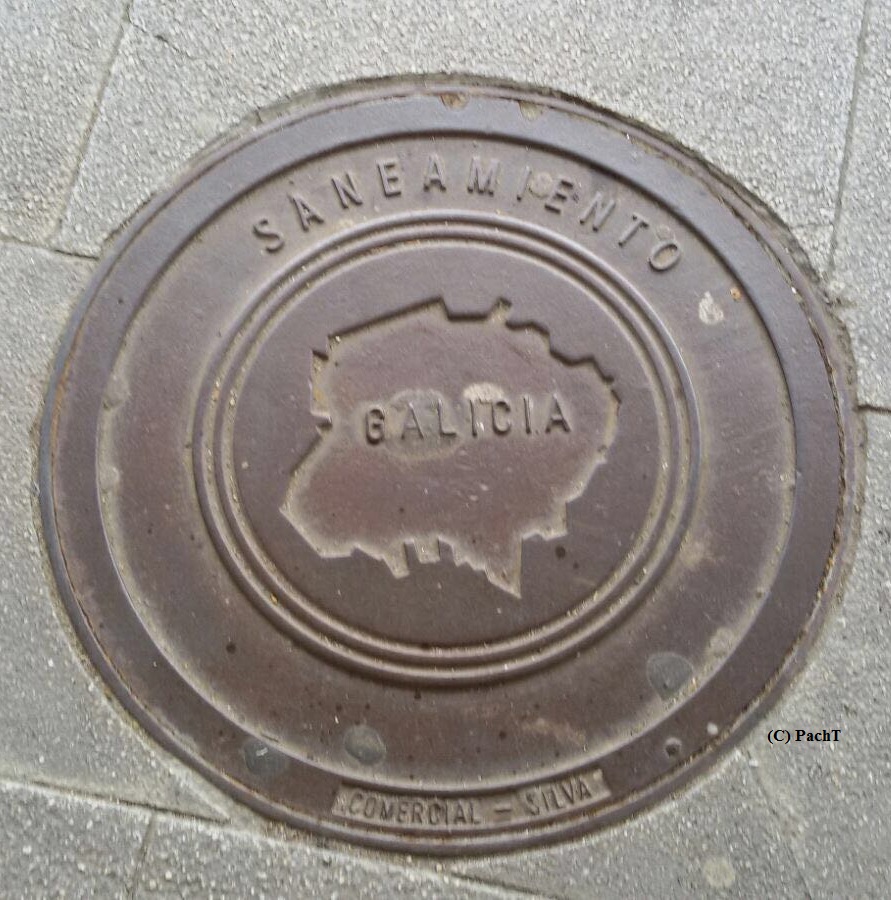 SANEAMIENTO
GALICIA
(C) PachT
COMERCIAL - SILVA